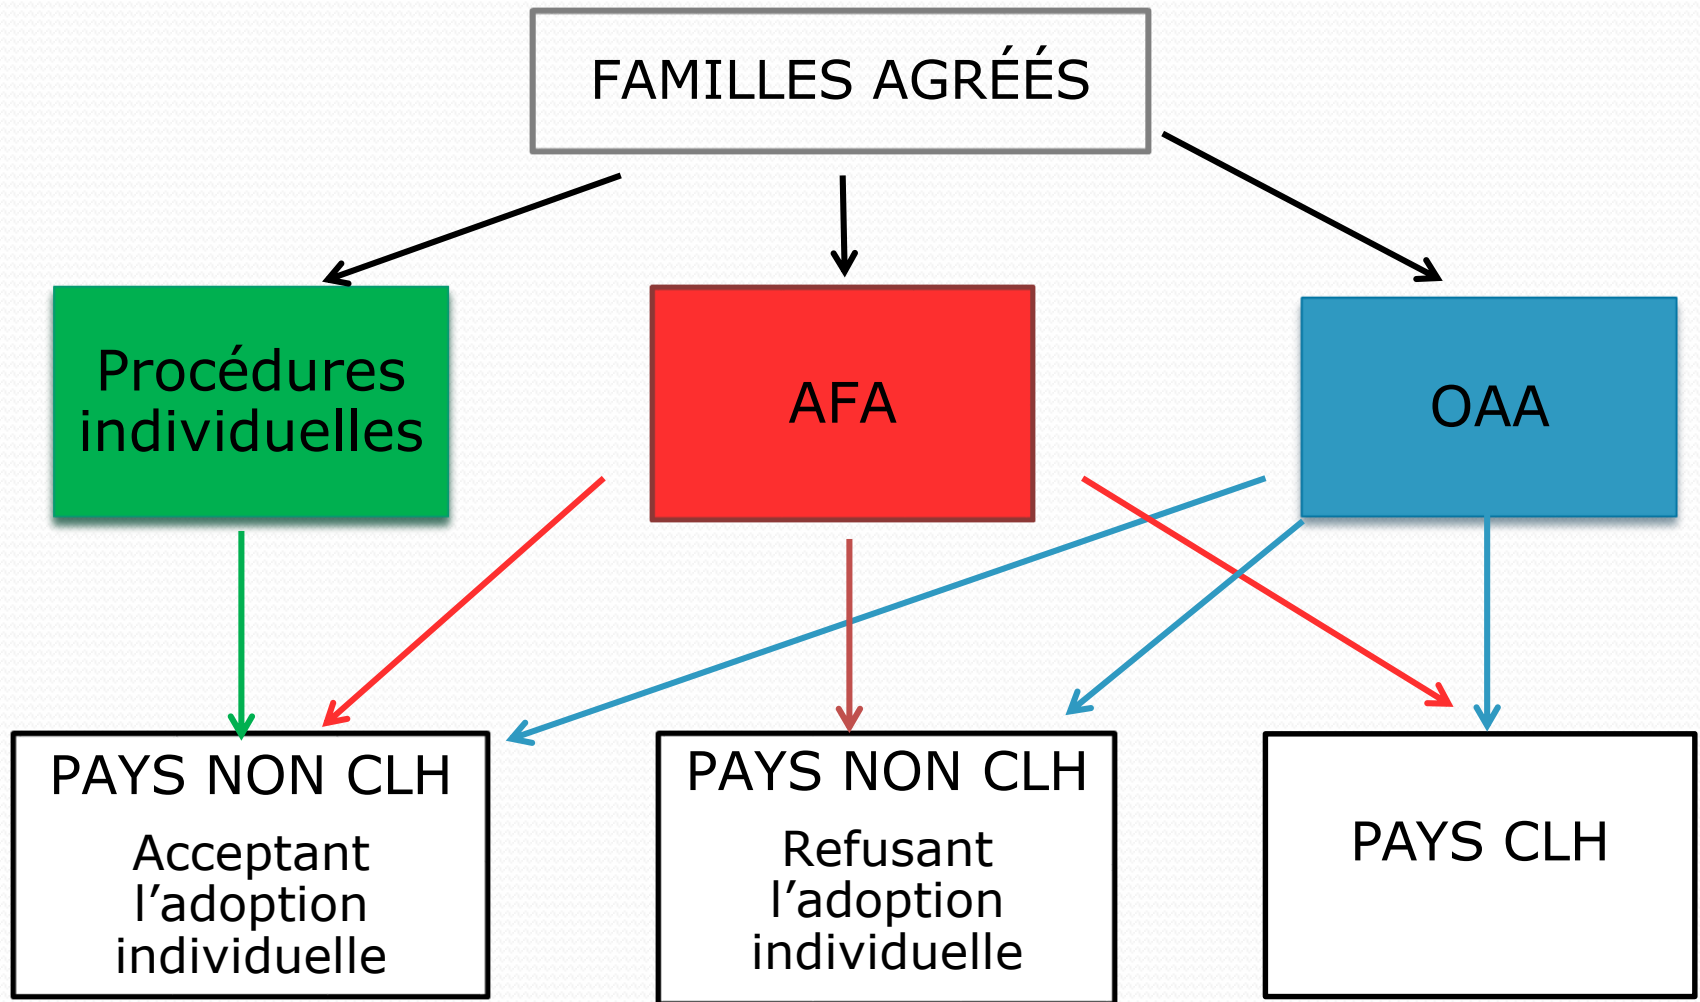 FAMILLES AGRÉÉS
Procédures
individuelles
AFA
OAA
PAYS NON CLH
Acceptant
l’adoption
individuelle
PAYS NON CLH
Refusant
l’adoption
individuelle
PAYS CLH